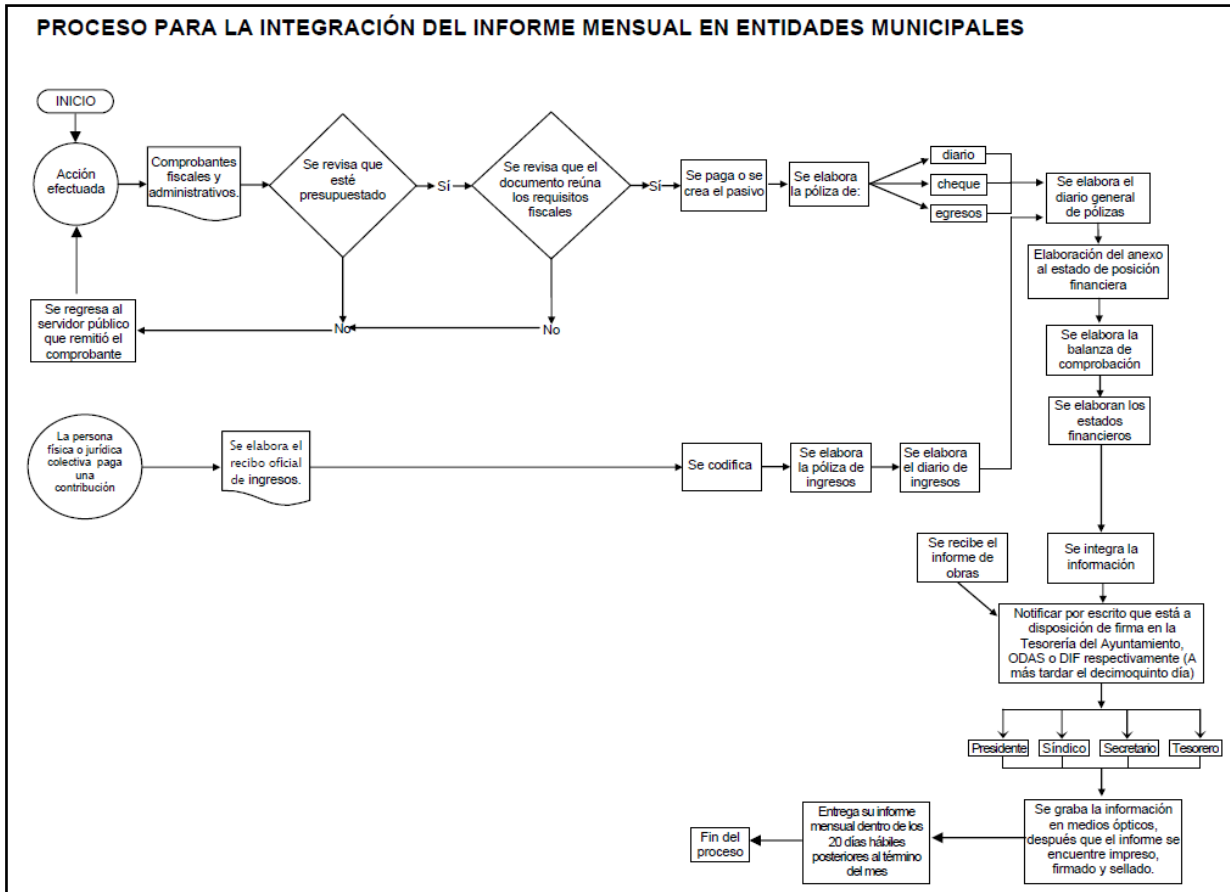 PROCESO PARA LA INTEGRACIÓN DEL INFORME MENSUAL EN ENTIDADES MUNICIPALES
INICIO
Acción
efectuada
Comprobantes
fiscales y
administrativos.
Se revisa que
esté
presupuestado
Sí
Se revisa que el
documento reúna
los requisitos
fiscales
Sí
Se paga o se
crea el pasivo
Se elabora
la póliza de:
diario
cheque
egresos
Se elabora el
diario general
de pólizas
Elaboración del anexo
al estado de posición
financiera
Se regresa al
servidor público
que remitió el
comprobante
No
No
Se elabora la
balanza de
comprobación
Se elaboran los
estados
financieros
La persona
física o jurídica
colectiva paga
una
contribución
Se elabora el
recibo oficial
de ingresos.
Se codifica
Se elabora
la póliza de
ingresos
Se elabora
el diario de
ingresos
Se recibe el
informe de
obras
Se integra la
información
Notificar por escrito que está a
disposición de firma en la
Tesorería del Ayuntamiento,
ODAS o DIF respectivamente (A
más tardar el decimoquinto día)
Presidente
Síndico
Secretario
Tesorero
Se graba la información
en medios ópticos,
después que el informe se
encuentre impreso,
firmado y sellado.
Entrega su informe
mensual dentro de los
20 días hábiles
posteriores al término
del mes
Fin del
proceso